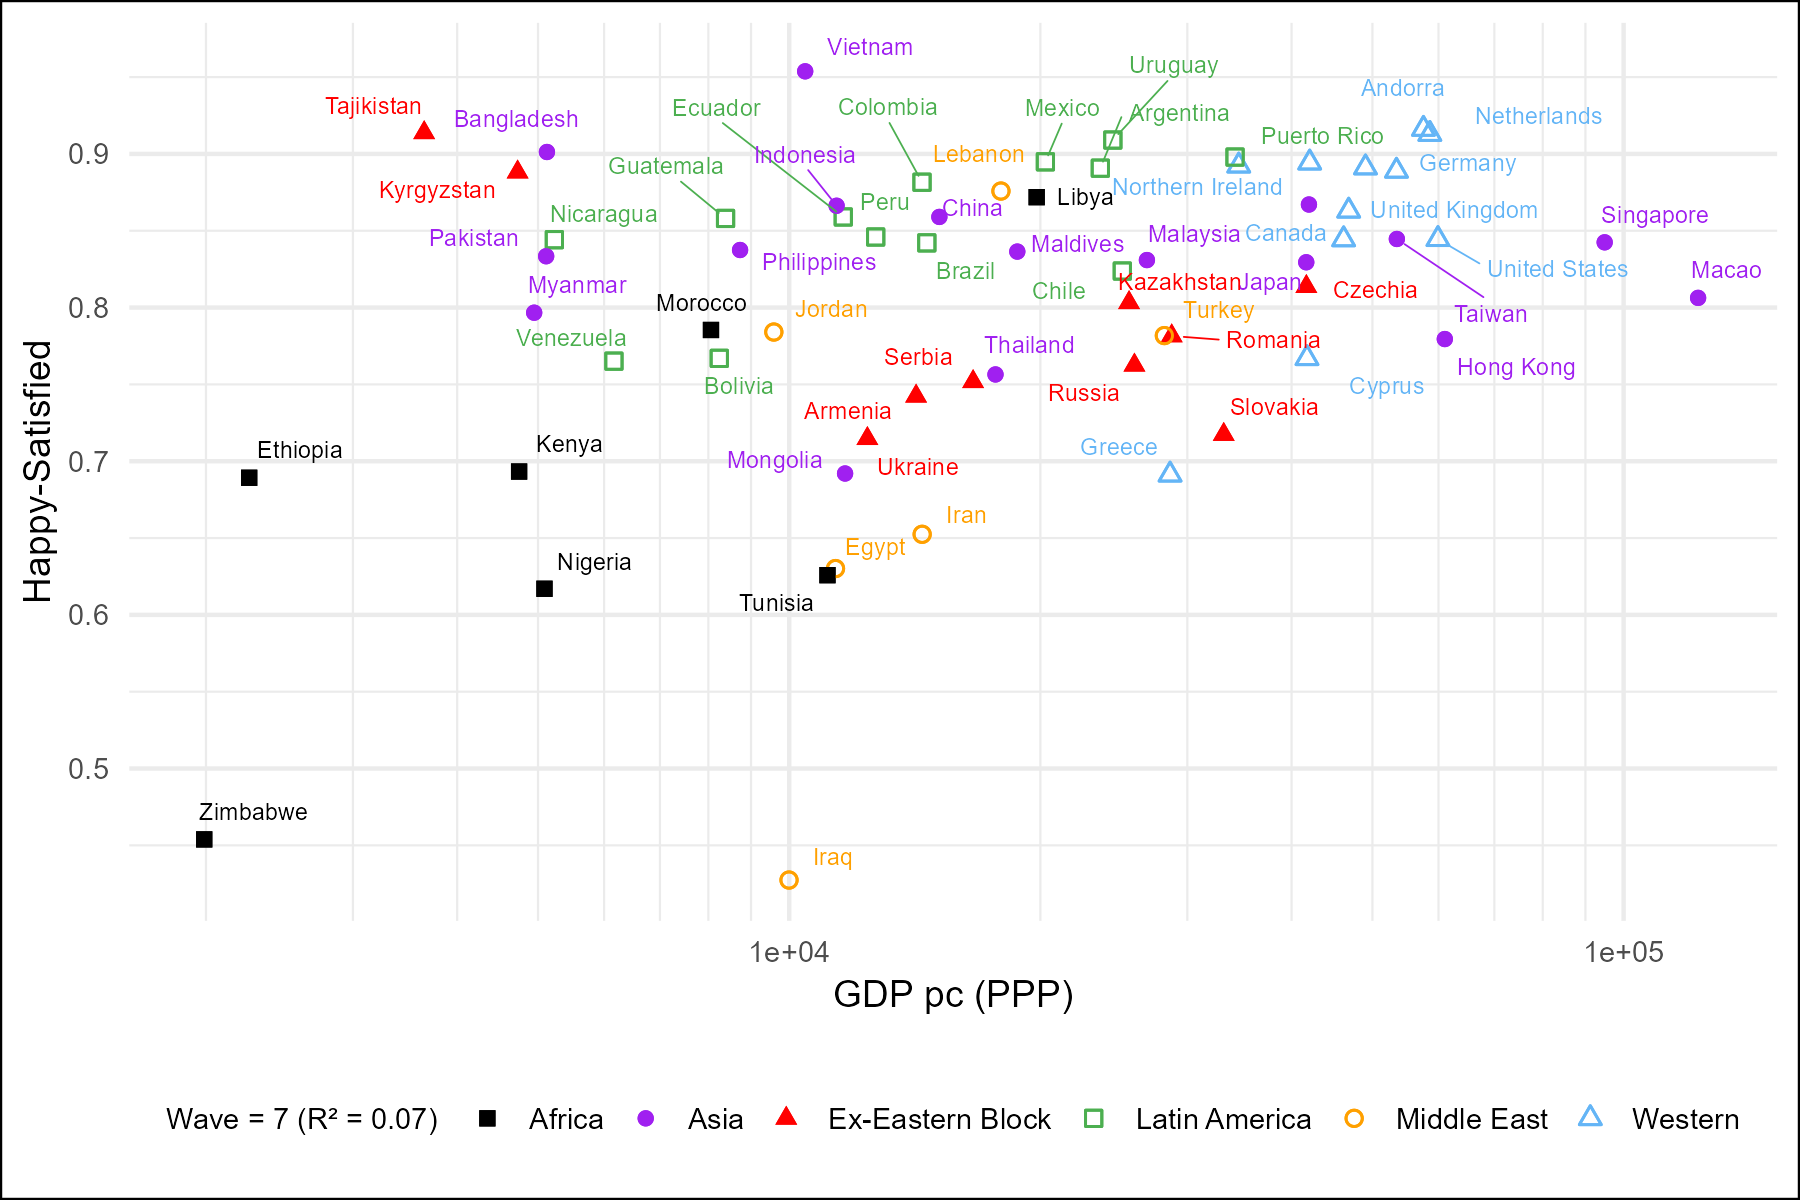 Vietnam
Uruguay
Andorra
Tajikistan
Ecuador
Colombia
Mexico
Argentina
Netherlands
Bangladesh
Puerto Rico
0.9
Indonesia
Lebanon
Guatemala
Germany
Kyrgyzstan
Northern Ireland
Libya
Peru
China
United Kingdom
Nicaragua
Singapore
Pakistan
Maldives
Malaysia
Canada
Philippines
Brazil
United States
Macao
Myanmar
Chile
Kazakhstan
Japan
Czechia
0.8
Morocco
Jordan
Turkey
Taiwan
Venezuela
Thailand
Romania
Serbia
Hong Kong
Bolivia
Russia
Cyprus
Armenia
Slovakia
Ethiopia
Kenya
Greece
0.7
Mongolia
Ukraine
Iran
Egypt
Nigeria
Tunisia
0.6
0.5
Zimbabwe
Iraq
Happy-Satisfied
1e+04
1e+05
GDP pc (PPP)
Wave = 7 (R² = 0.07) Africa Asia Ex-Eastern Block Latin America Middle East Western